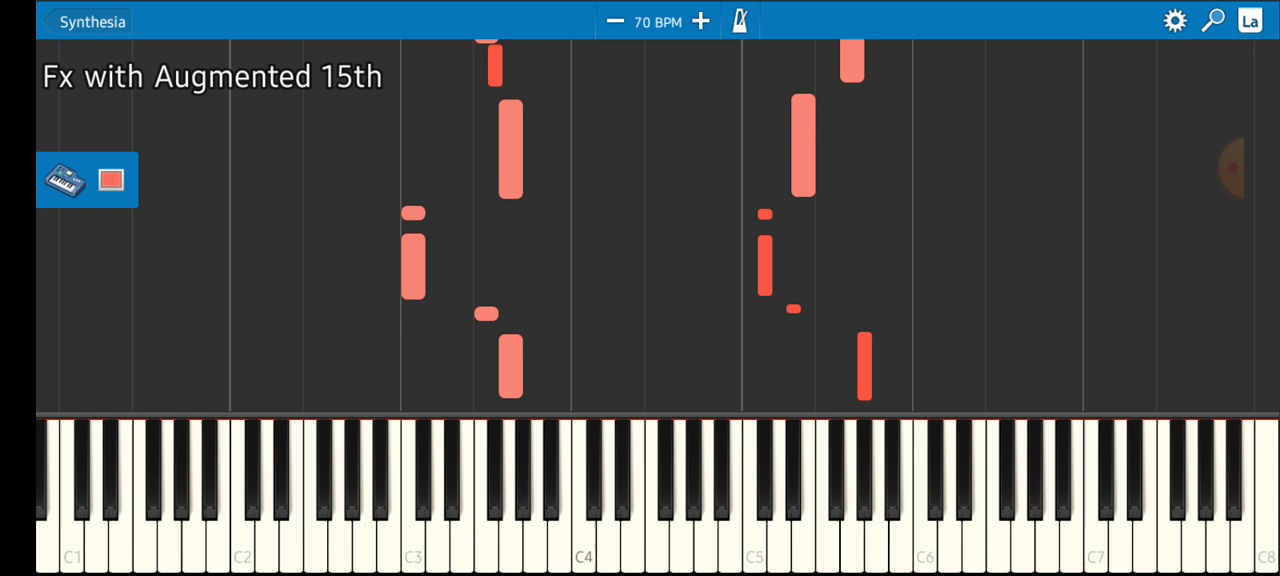 Synthesia
70 BPM
La
Fx with Augmented 15th
C1 C2 C3 C4 C5 C6 C7 C8